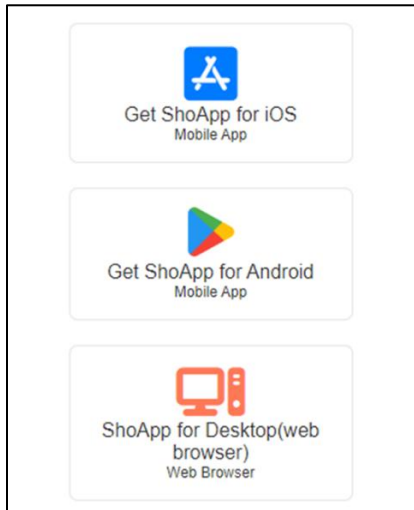 Get ShoApp for iOS
Mobile App
Get ShoApp for Android
Mobile App
ShoApp for Desktop(web
browser)
Web Browser